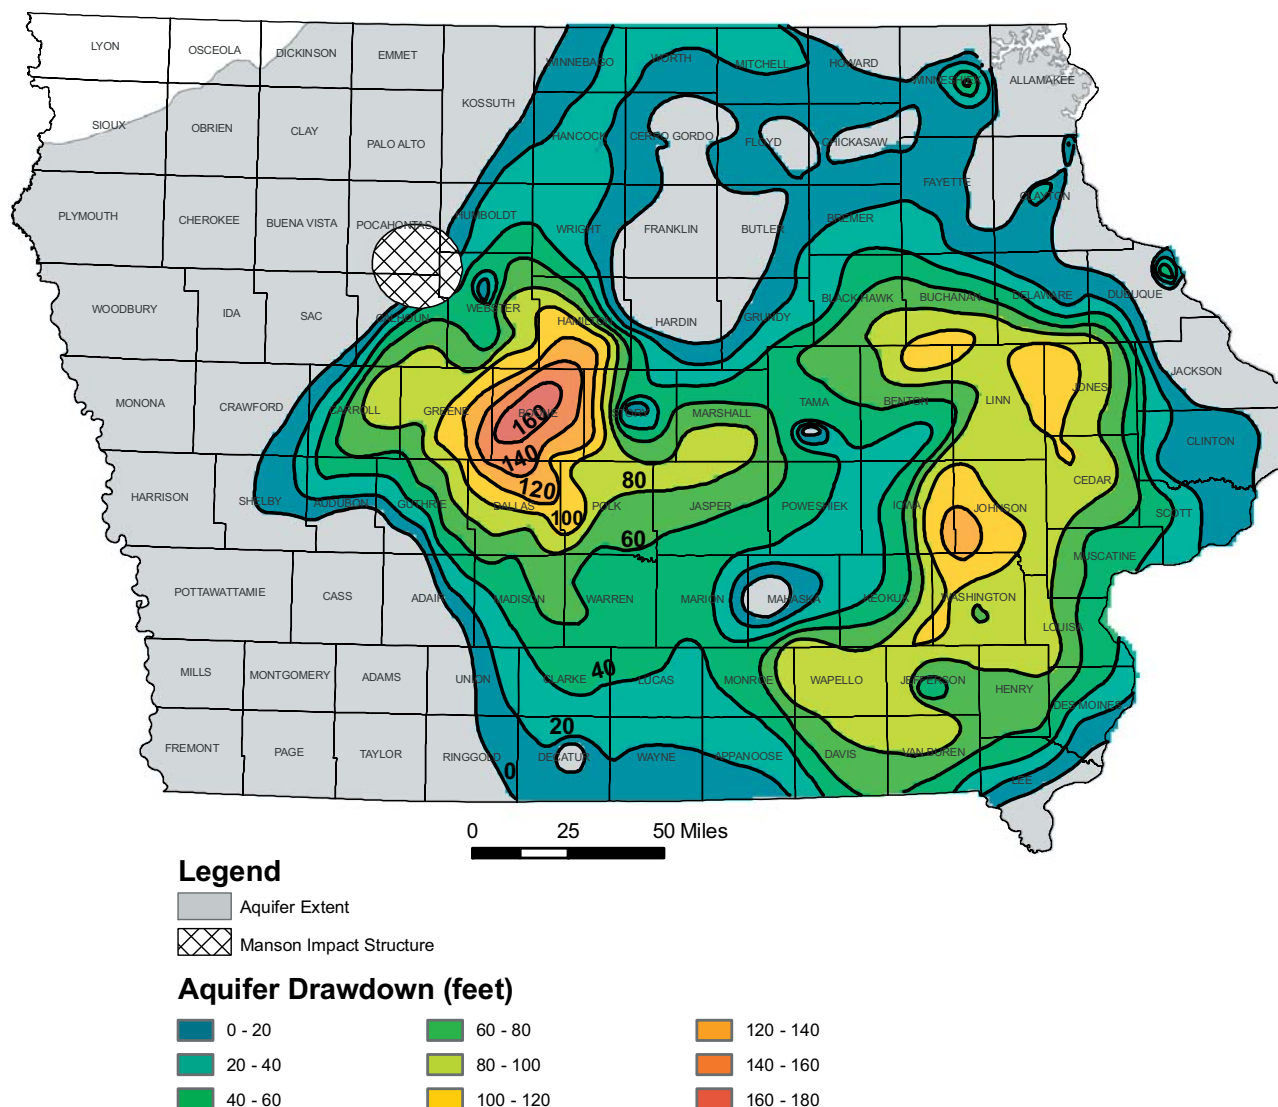 LYON
OSCEOLA
DICKINSON
EMMET
WINNEBAGO
WORTH
MITCHELL
HOWARD
WINNESHIEK
ALLAMAKEE
KOSSUTH
SIOUX
OBRIEN
CLAY
PALO ALTO
HANCOCK
CERRO GORDO
FLOYD
CHICKASAW
FAYETTE
CLAYTON
PLYMOUTH
CHEROKEE
BUENA VISTA
POCAHONTAS
HUMBOLDT
WRIGHT
FRANKLIN
BUTLER
BREMER
WOODBURY
IDA
SAC
CALHOUN
WEBSTER
HAMILTON
HARDIN
GRUNDY
BLACK HAWK
BUCHANAN
DELAWARE
DUBUQUE
JACKSON
MONONA
CRAWFORD
CARROLL
GREENE
BOONE
STORY
MARSHALL
TAMA
BENTON
LINN
JONES
CLINTON
160
140
120
100
80
60
HARRISON
SHELBY
AUDUBON
GUTHRIE
DALLAS
POLK
JASPER
POWESHIEK
IOWA
JOHNSON
CEDAR
SCOTT
MUSCATINE
POTTAWATTAMIE
CASS
ADAIR
MADISON
WARREN
MARION
MAHASKA
KEOKUK
WASHINGTON
LOUISA
MILLS
MONTGOMERY
ADAMS
UNION
CLARKE
40
LUCAS
MONROE
WAPELLO
JEFFERSON
HENRY
DES MOINES
FREMONT
PAGE
TAYLOR
RINGGOLD
0
20
DECATUR
WAYNE
APPANOOSE
DAVIS
VAN BUREN
LEE
0 25 50 Miles
Legend
Aquifer Extent
Manson Impact Structure
Aquifer Drawdown (feet)
0 - 20 60 - 80 120 - 140
20 - 40 80 - 100 140 - 160
40 - 60 100 - 120 160 - 180